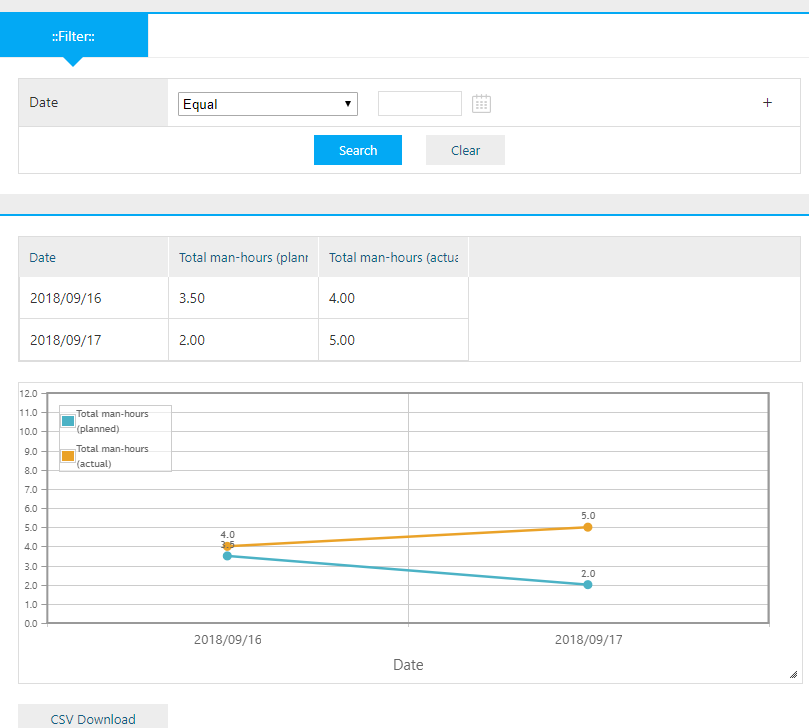 ::Filter::
Date Equal +
Search Clear
Date Total man-hours (plann Total man-hours (actua
2018/09/16 3.50 4.00
2018/09/17 2.00 5.00
12.0
11.0
10.0
9.0
8.0
7.0
6.0
5.0
4.0
3.0
2.0
1.0
0.0
Total man-hours
(planned)
Total man-hours
(actual)
5.0
4.0
3.5
2.0
2018/09/16 2018/09/17
Date
CSV Download